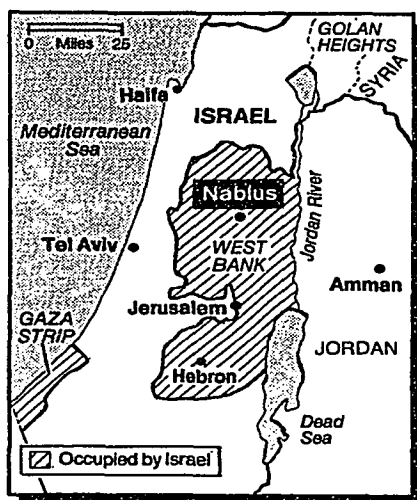 0 Miles 25
GOLAN
HEIGHTS
SYRIA
Haifa
ISRAEL
Mediterranean
Sea
Nablus
Jordan River
Tel Aviv
WEST
BANK
Amman
Jerusalem
GAZA
STRIP
JORDAN
Hebron
Dead
Sea
Occupied by Israel